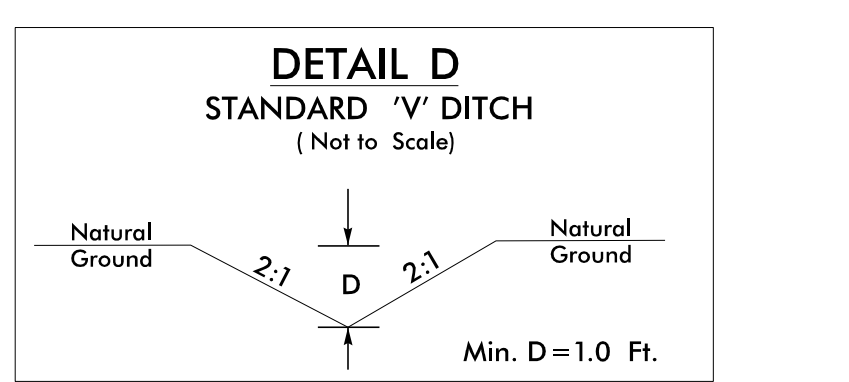 DETAIL D
STANDARD 'V' DITCH
( Not to Scale)
Natural
Ground
2:1
D
2:1
Natural
Ground
Min. D=1.0 Ft.